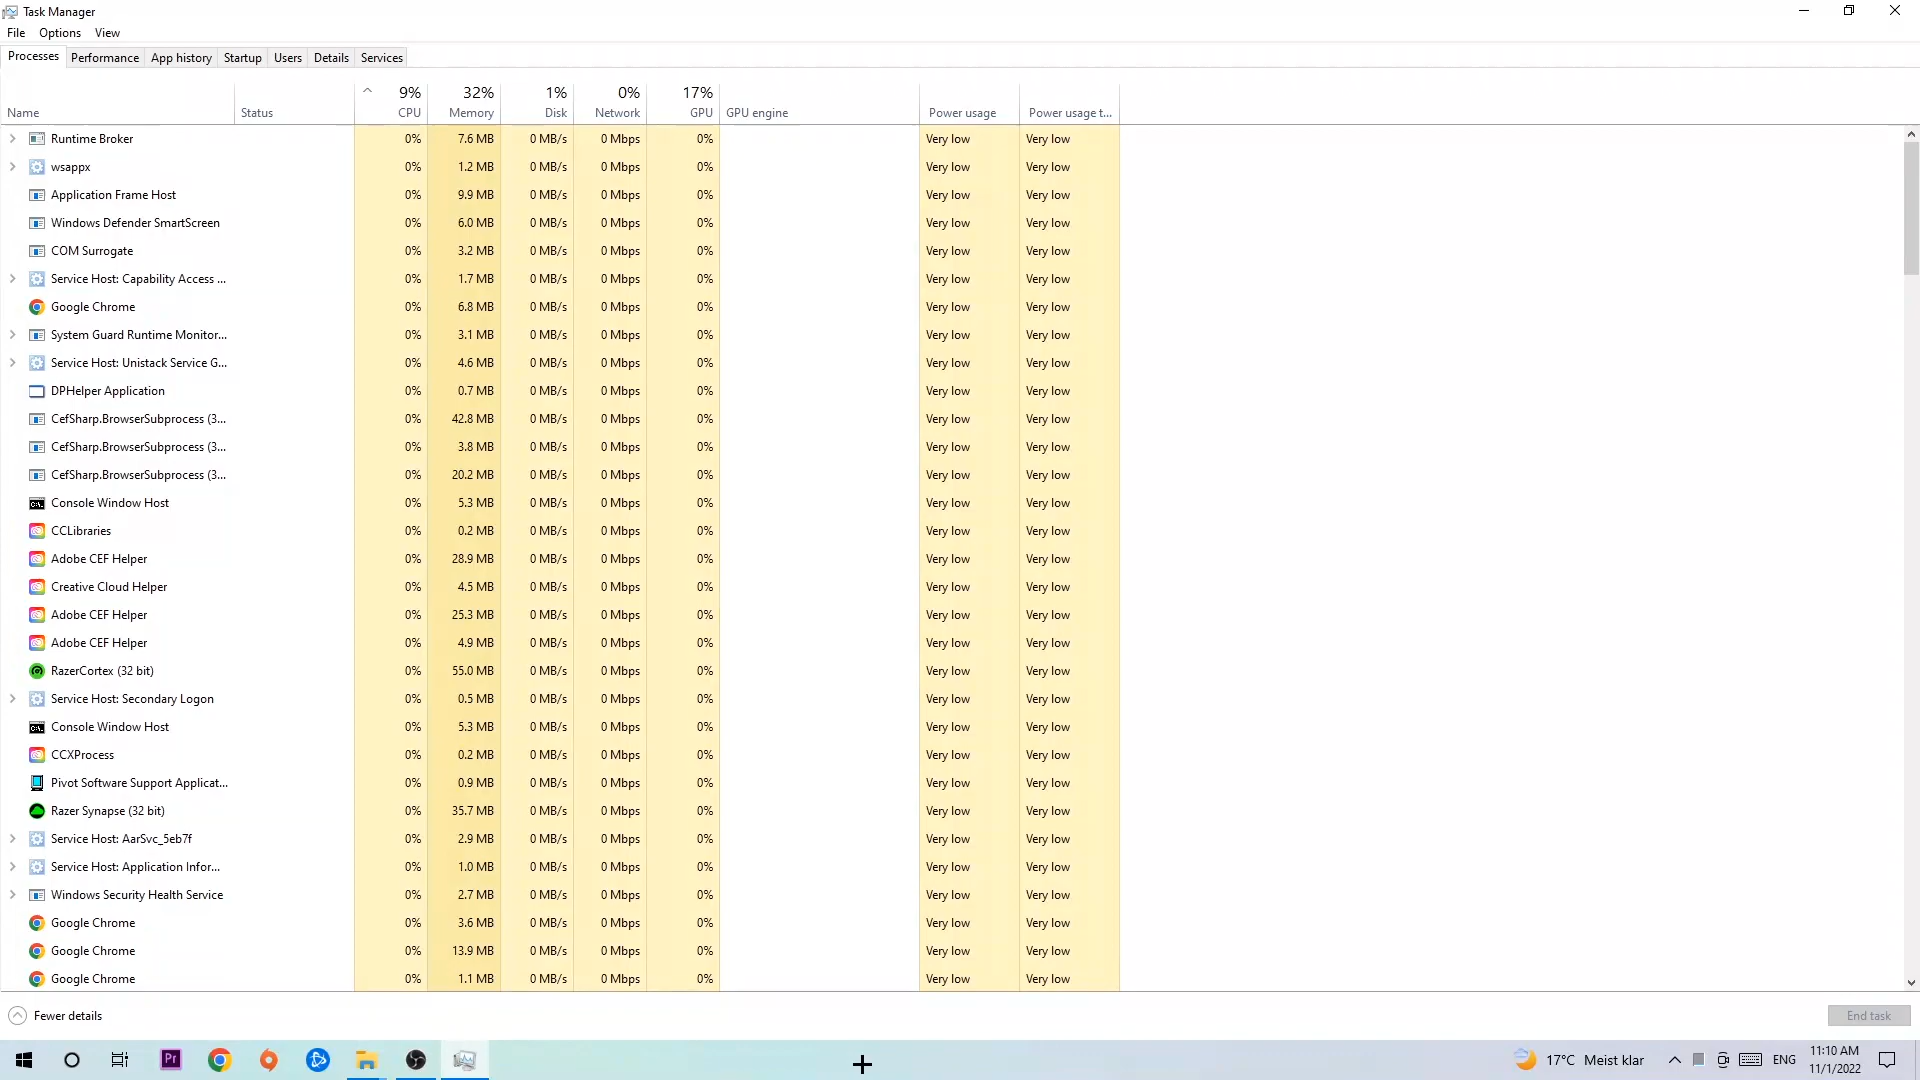 Task Manager
File Options View
Processes Performance App history Startup Users Details Services
9% 32% 1% 0% 17%
Name Status CPU Memory Disk Network GPU GPU engine Power usage Power usage t...
Runtime Broker 0% 7.6 MB 0 MB/s 0 Mbps 0% Very low Very low
wsappx 0% 1.2 MB 0 MB/s 0 Mbps 0% Very low Very low
Application Frame Host 0% 9.9 MB 0 MB/s 0 Mbps 0% Very low Very low
Windows Defender SmartScreen 0% 6.0 MB 0 MB/s 0 Mbps 0% Very low Very low
COM Surrogate 0% 3.2 MB 0 MB/s 0 Mbps 0% Very low Very low
Service Host: Capability Access ... 0% 1.7 MB 0 MB/s 0 Mbps 0% Very low Very low
Google Chrome 0% 6.8 MB 0 MB/s 0 Mbps 0% Very low Very low
System Guard Runtime Monitor... 0% 3.1 MB 0 MB/s 0 Mbps 0% Very low Very low
Service Host: Unistack Service G... 0% 4.6 MB 0 MB/s 0 Mbps 0% Very low Very low
DPHelper Application 0% 0.7 MB 0 MB/s 0 Mbps 0% Very low Very low
CefSharp.BrowserSubprocess (3... 0% 42.8 MB 0 MB/s 0 Mbps 0% Very low Very low
CefSharp.BrowserSubprocess (3... 0% 3.8 MB 0 MB/s 0 Mbps 0% Very low Very low
CefSharp.BrowserSubprocess (3... 0% 20.2 MB 0 MB/s 0 Mbps 0% Very low Very low
Console Window Host 0% 5.3 MB 0 MB/s 0 Mbps 0% Very low Very low
CCLibraries 0% 0.2 MB 0 MB/s 0 Mbps 0% Very low Very low
Adobe CEF Helper 0% 28.9 MB 0 MB/s 0 Mbps 0% Very low Very low
Creative Cloud Helper 0% 4.5 MB 0 MB/s 0 Mbps 0% Very low Very low
Adobe CEF Helper 0% 25.3 MB 0 MB/s 0 Mbps 0% Very low Very low
Adobe CEF Helper 0% 4.9 MB 0 MB/s 0 Mbps 0% Very low Very low
RazerCortex (32 bit) 0% 55.0 MB 0 MB/s 0 Mbps 0% Very low Very low
Service Host: Secondary Logon 0% 0.5 MB 0 MB/s 0 Mbps 0% Very low Very low
Console Window Host 0% 5.3 MB 0 MB/s 0 Mbps 0% Very low Very low
CCXProcess 0% 0.2 MB 0 MB/s 0 Mbps 0% Very low Very low
Pivot Software Support Applicat... 0% 0.9 MB 0 MB/s 0 Mbps 0% Very low Very low
Razer Synapse (32 bit) 0% 35.7 MB 0 MB/s 0 Mbps 0% Very low Very low
Service Host: AarSvc_5eb7f 0% 2.9 MB 0 MB/s 0 Mbps 0% Very low Very low
Service Host: Application Infor... 0% 1.0 MB 0 MB/s 0 Mbps 0% Very low Very low
Windows Security Health Service 0% 2.7 MB 0 MB/s 0 Mbps 0% Very low Very low
Google Chrome 0% 3.6 MB 0 MB/s 0 Mbps 0% Very low Very low
Google Chrome 0% 13.9 MB 0 MB/s 0 Mbps 0% Very low Very low
Google Chrome 0% 1.1 MB 0 MB/s 0 Mbps 0% Very low Very low
Fewer details End task
Pr 17°C Meist klar ENG 11:10 AM
11/1/2022